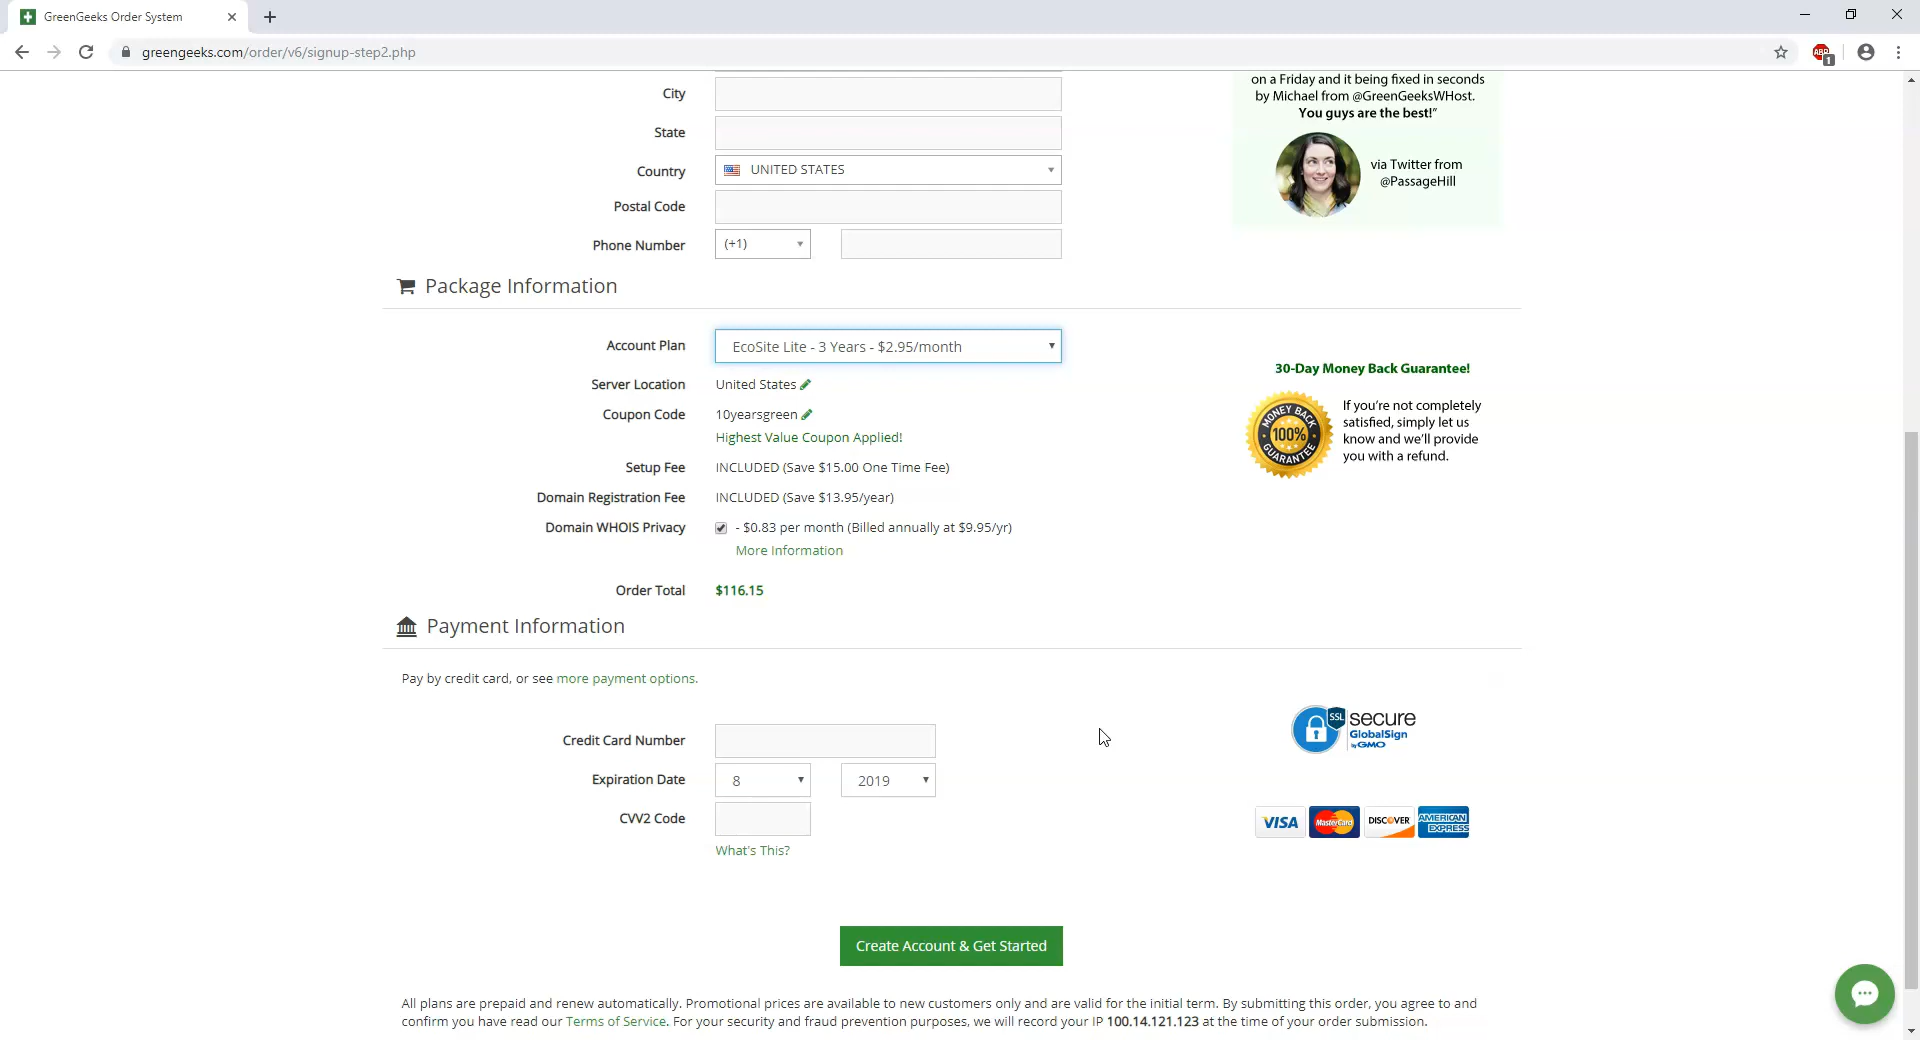 GreenGeeks Order System
greengeeks.com/order/v6/signup-step2.php
ABP
1
City
State
Country
UNITED STATES
Postal Code
Phone Number
(+1)
on a Friday and it being fixed in seconds
by Michael from @GreenGeeksWHost.
You guys are the best!”
via Twitter from
@PassageHill
Package Information
Account Plan
EcoSite Lite - 3 Years - $2.95/month
Server Location
United States
Coupon Code
10yearsgreen
Highest Value Coupon Applied!
Setup Fee
INCLUDED (Save $15.00 One Time Fee)
Domain Registration Fee
INCLUDED (Save $13.95/year)
Domain WHOIS Privacy
- $0.83 per month (Billed annually at $9.95/yr)
More Information
Order Total
$116.15
30-Day Money Back Guarantee!
MONEY BACK
100%
GUARANTEE
If you’re not completely
satisfied, simply let us
know and we’ll provide
you with a refund.
Payment Information
Pay by credit card, or see more payment options.
Credit Card Number
Expiration Date
8
2019
CVV2 Code
What's This?
SSL
secure
GlobalSign
by GMO
VISA
MasterCard
DISCOVER
AMERICAN
EXPRESS
Create Account & Get Started
All plans are prepaid and renew automatically. Promotional prices are available to new customers only and are valid for the initial term. By submitting this order, you agree to and
confirm you have read our Terms of Service. For your security and fraud prevention purposes, we will record your IP 100.14.121.123 at the time of your order submission.